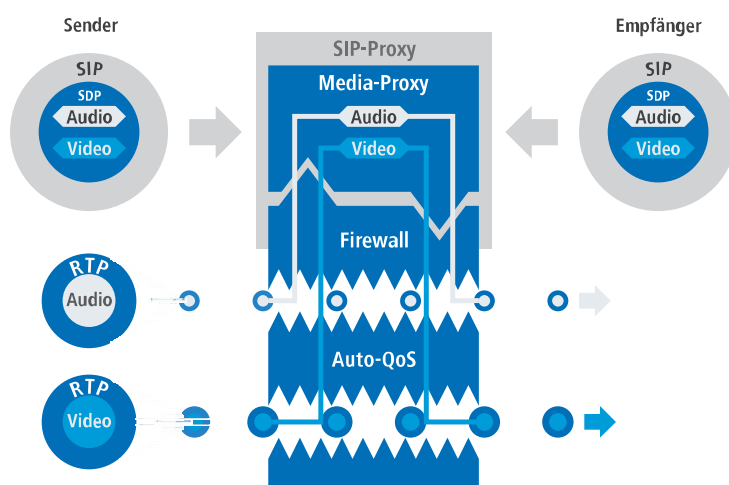 Sender
Empfänger
SIP
SDP
Audio
Video
SIP-Proxy
Media-Proxy
Audio
Video
SIP
SDP
Audio
Video
Firewall
RTP
Audio
Auto-QoS
RTP
Video